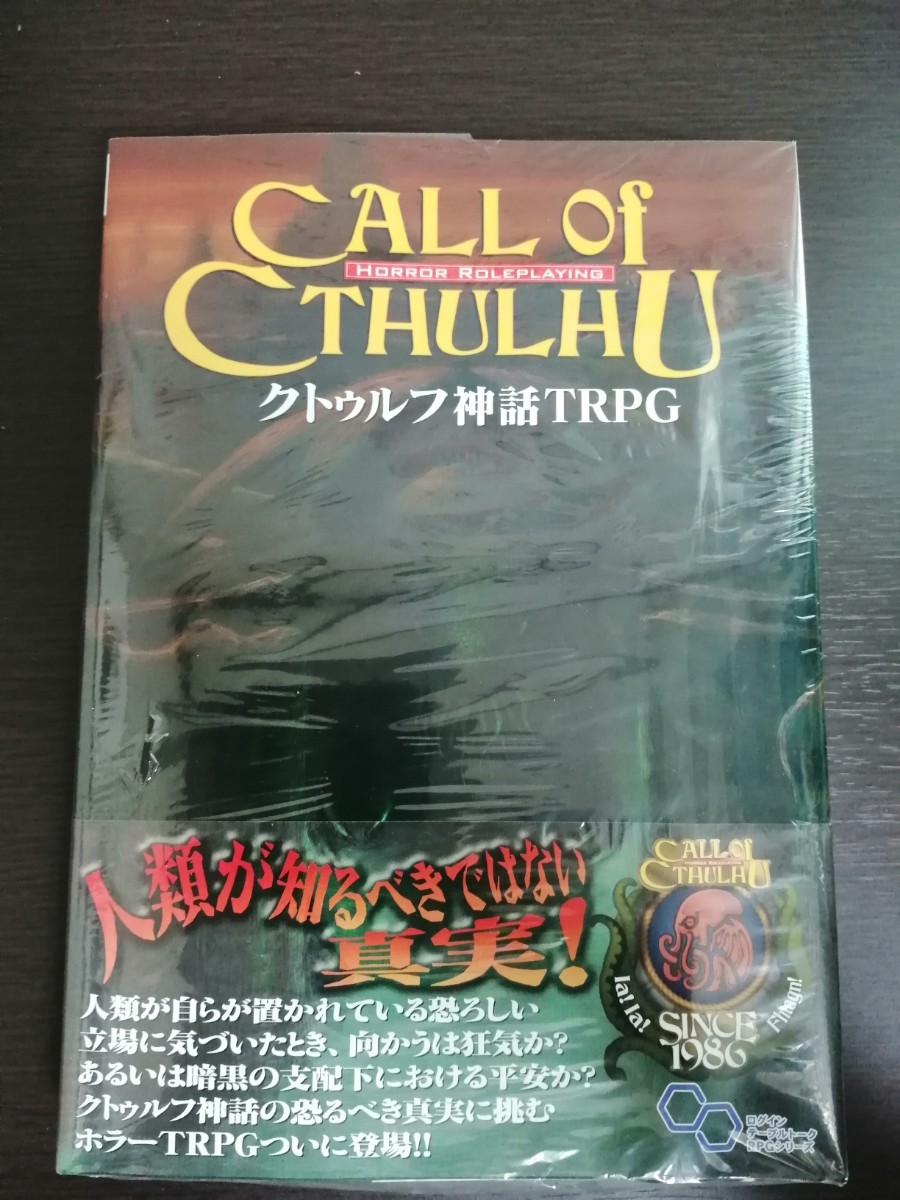 CALL of
HORROR ROLEPLAYING
CTHULHU
クトゥルフ神話TRPG
人類が知るべきではない
真実!
人類が自らが置かれている恐ろしい
立場に気づいたとき、向かうは狂気か?
あるいは暗黒の支配下における平安か?
クトゥルフ神話の恐るべき真実に挑む
ホラーTRPGついに登場!!
CALL of
HORROR ROLEPLAYING
CTHULHU
Ia! Ia!
Fhtagn!
SINCE
1986
ログイン
テーブルトーク
RPGシリーズ